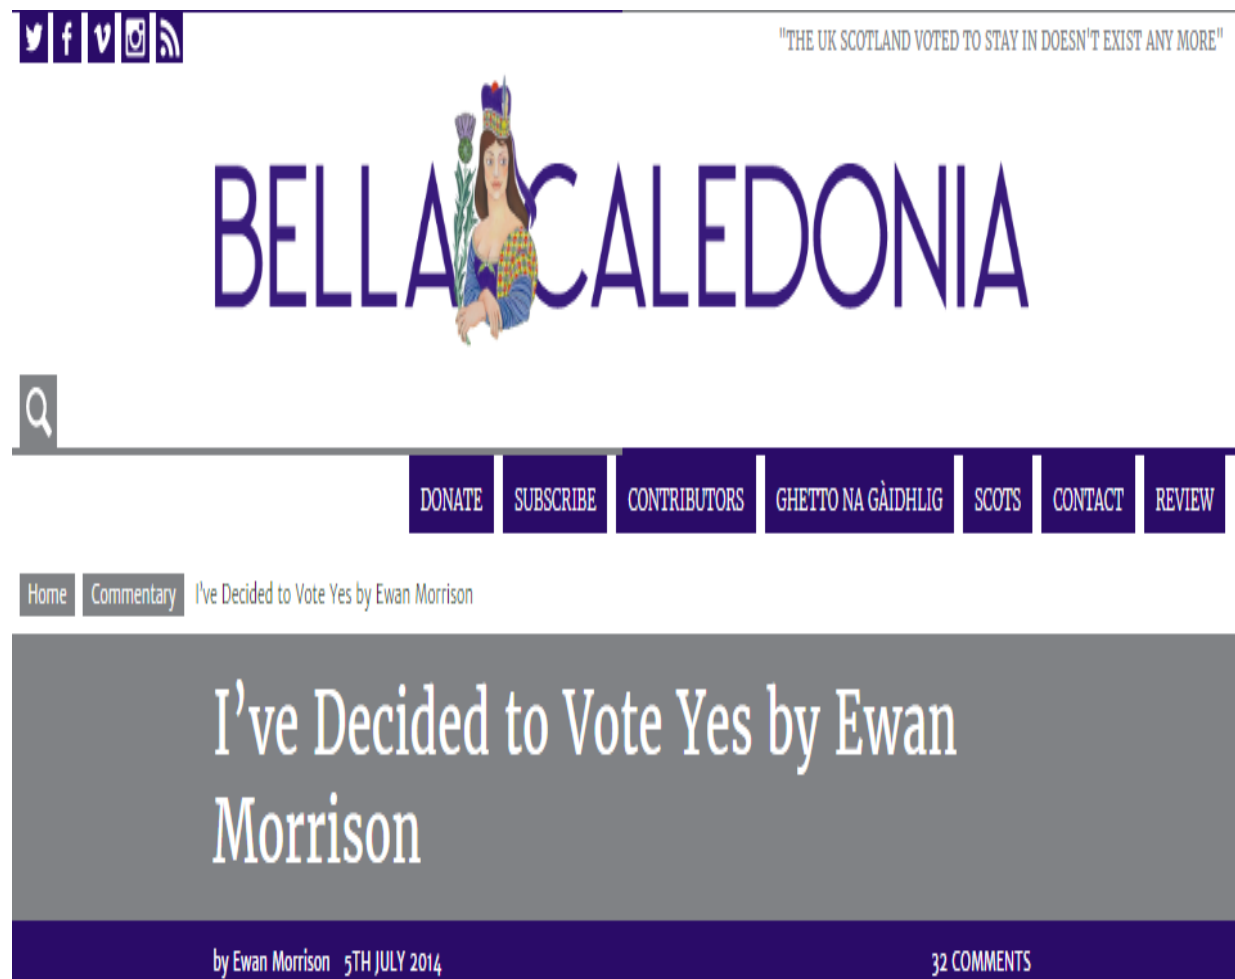 "THE UK SCOTLAND VOTED TO STAY IN DOESN'T EXIST ANY MORE"
BELLA CALEDONIA
DONATE SUBSCRIBE CONTRIBUTORS GHETTO NA GÀIDHLIG SCOTS CONTACT REVIEW
Home Commentary I've Decided to Vote Yes by Ewan Morrison
I’ve Decided to Vote Yes by Ewan
Morrison
by Ewan Morrison 5TH JULY 2014 32 COMMENTS